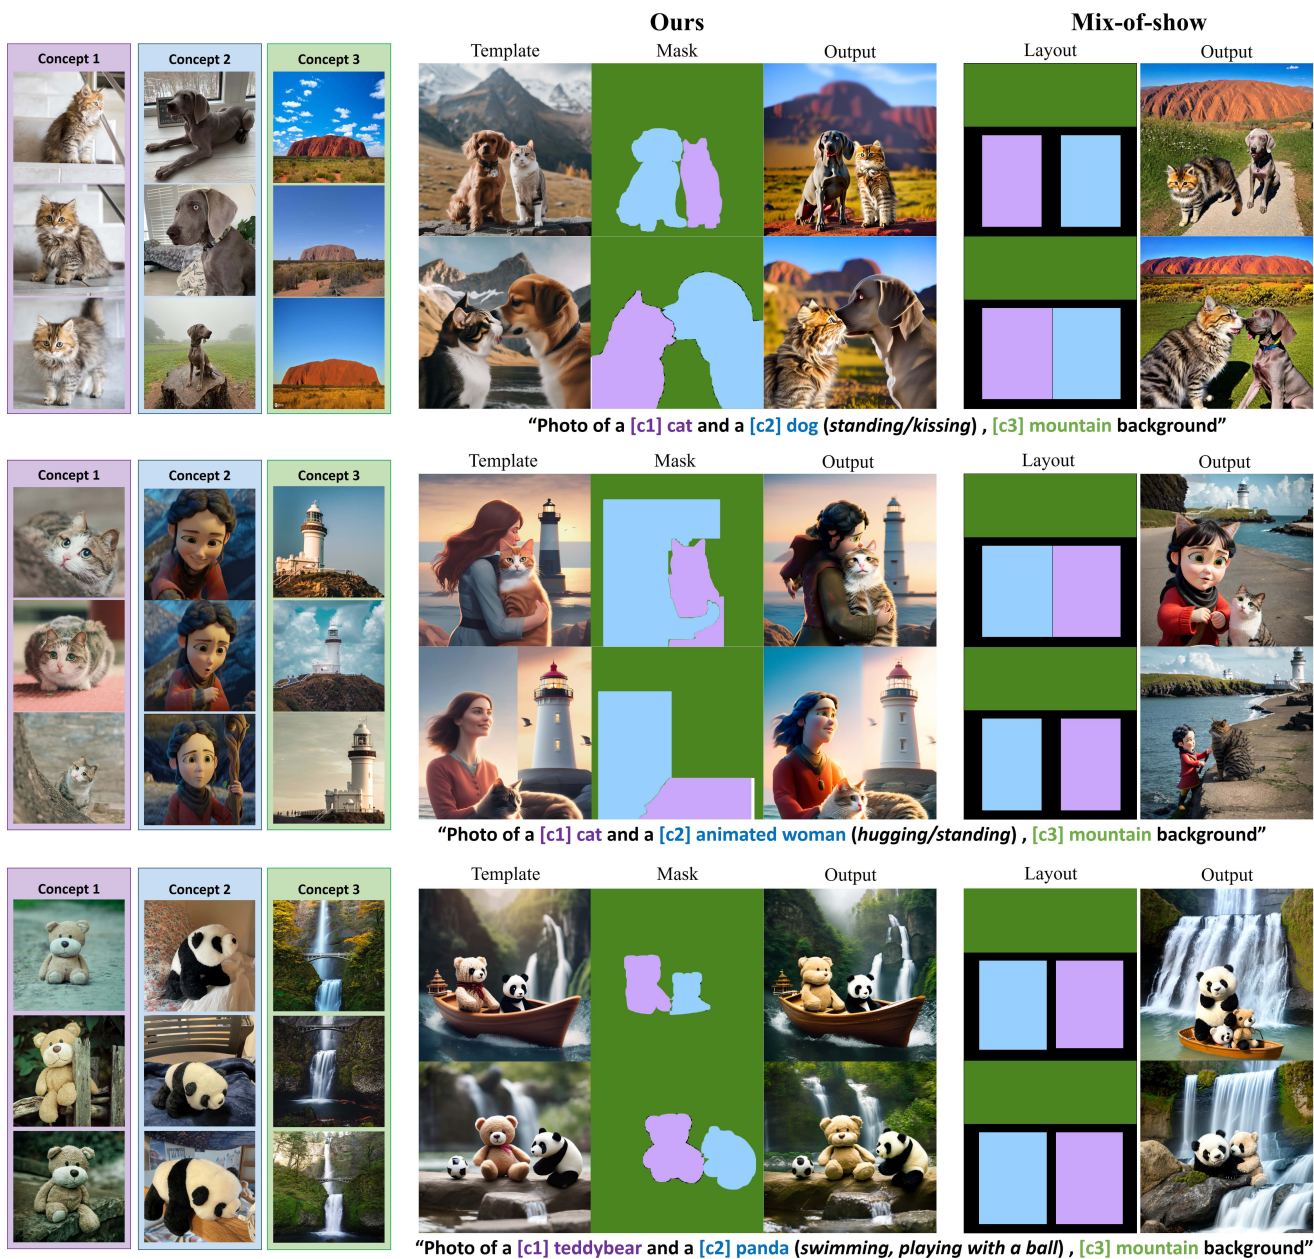 Ours
Mix-of-show
Concept 1
Concept 2
Concept 3
Template
Mask
Output
Layout
Output
“Photo of a [c1] cat and a [c2] dog (standing/kissing) , [c3] mountain background”
Concept 1
Concept 2
Concept 3
Template
Mask
Output
Layout
Output
“Photo of a [c1] cat and a [c2] animated woman (hugging/standing) , [c3] mountain background”
Concept 1
Concept 2
Concept 3
Template
Mask
Output
Layout
Output
“Photo of a [c1] teddybear and a [c2] panda (swimming, playing with a ball) , [c3] mountain background”